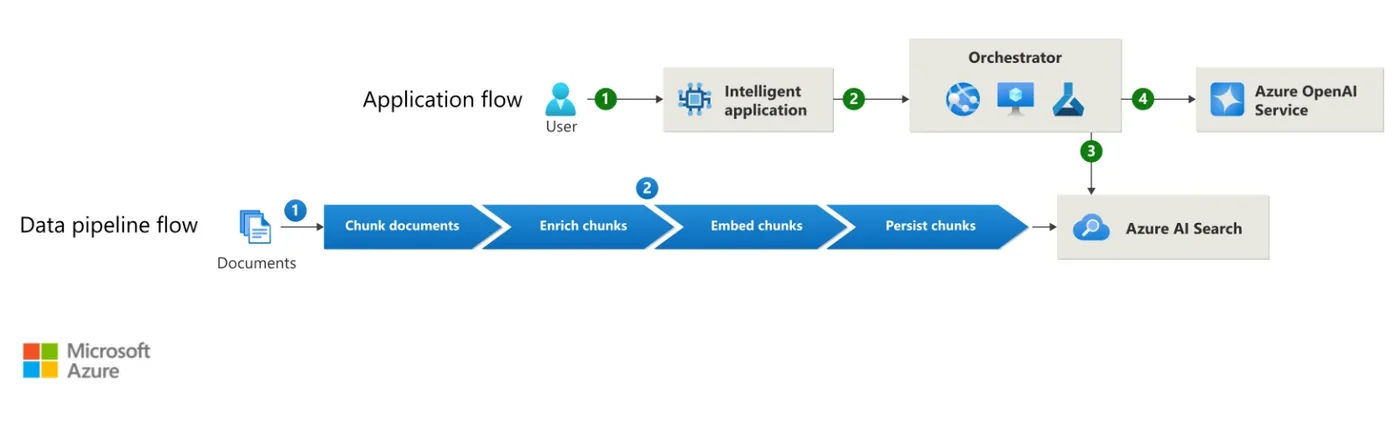 Orchestrator
Application flow
1
Intelligent
application
2
4
Azure OpenAI
Service
User
3
Data pipeline flow
1
2
Chunk documents
Enrich chunks
Embed chunks
Persist chunks
Azure AI Search
Documents
Microsoft
Azure